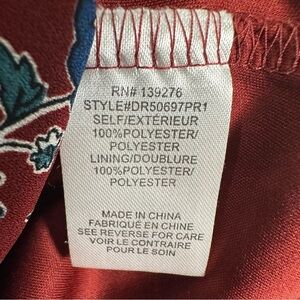 RN# 139276
STYLE#DR50697PR1
SELF/EXTÉRIEUR
100%POLYESTER/
POLYESTER
LINING/DOUBLURE
100%POLYESTER/
POLYESTER
MADE IN CHINA
FABRIQUÉ EN CHINE
SEE REVERSE FOR CARE
VOIR LE CONTRAIRE
POUR LE SOIN